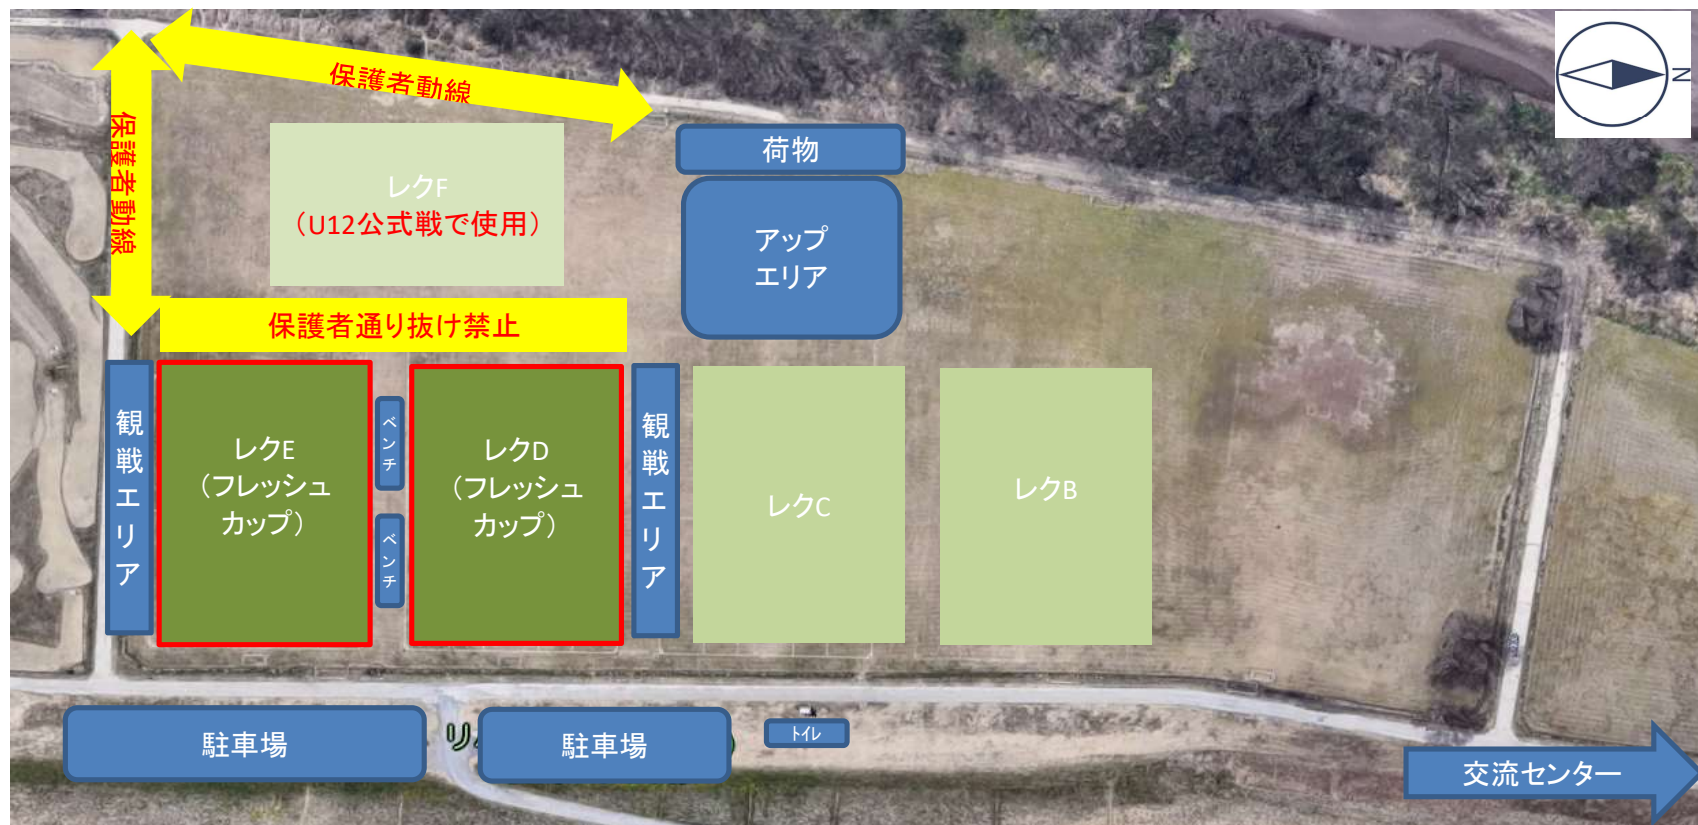 保護者動線
N
保護者動線
荷物
レクF
（U12公式戦で使用）
アップ
エリア
保護者通り抜け禁止
観戦エリア
レクE
（フレッシュ
カップ）
ベンチ
ベンチ
レクD
（フレッシュ
カップ）
観戦エリア
レクC
レクB
駐車場
リ
駐車場
トイレ
交流センター